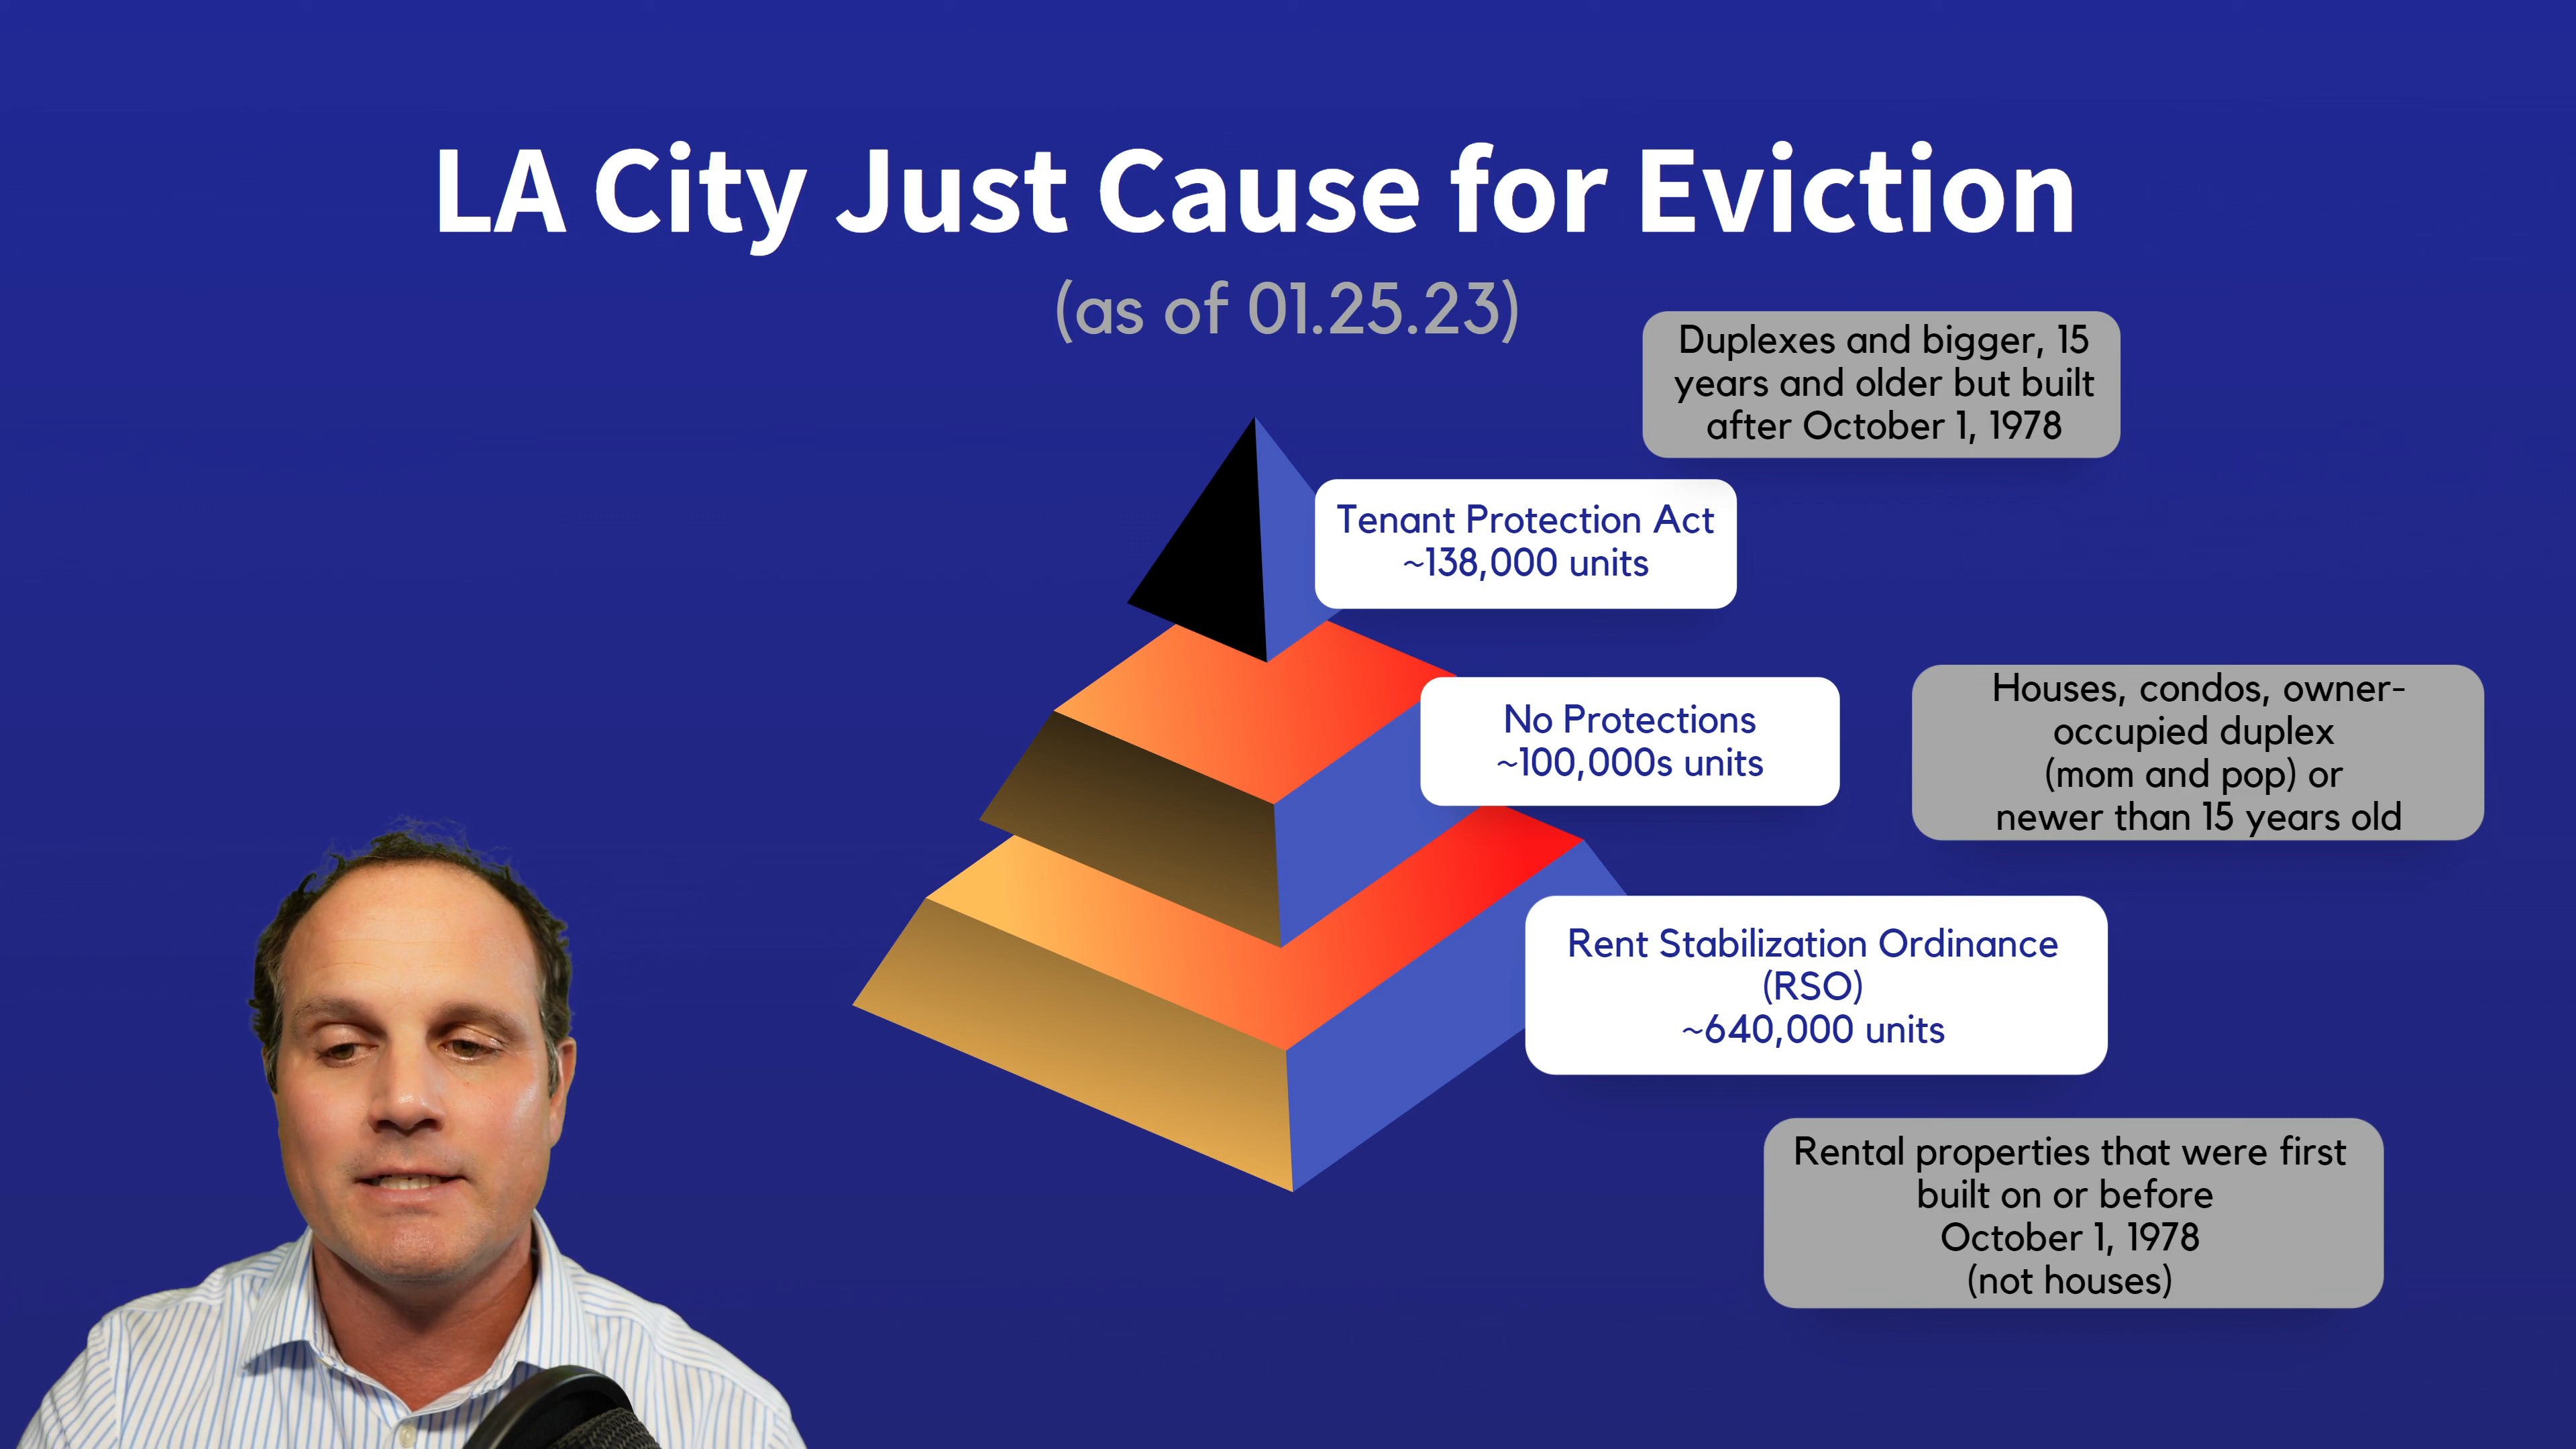 LA City Just Cause for Eviction
(as of 01.25.23)
Duplexes and bigger, 15
years and older but built
after October 1, 1978
Tenant Protection Act
~138,000 units
No Protections
~100,000s units
Houses, condos, owner-
occupied duplex
(mom and pop) or
newer than 15 years old
Rent Stabilization Ordinance
(RSO)
~640,000 units
Rental properties that were first
built on or before
October 1, 1978
(not houses)